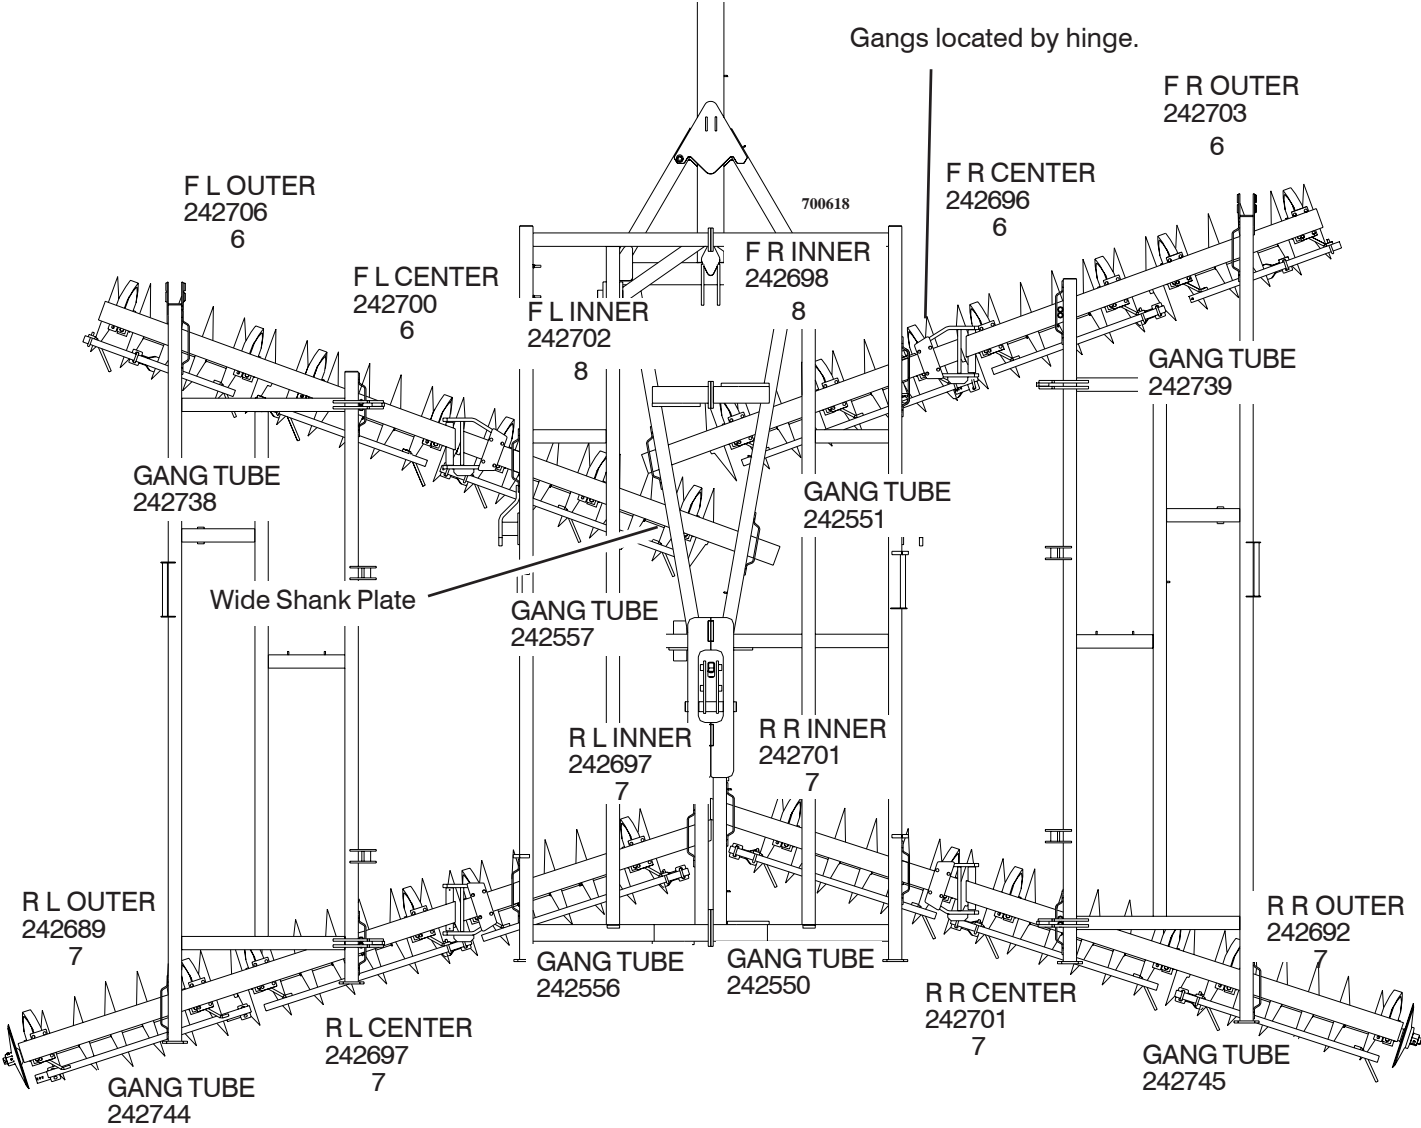 Gangs located by hinge.
F R OUTER
242703
6
F L OUTER
242706
6
F R CENTER
242696
6
700618
F R INNER
242698
8
F L CENTER
242700
6
F L INNER
242702
8
GANG TUBE
242739
GANG TUBE
242738
GANG TUBE
242551
Wide Shank Plate
GANG TUBE
242557
R L INNER
242697
7
R R INNER
242701
7
R L OUTER
242689
7
R R OUTER
242692
7
GANG TUBE
242556
GANG TUBE
242550
R R CENTER
242701
7
R L CENTER
242697
7
GANG TUBE
242745
GANG TUBE
242744